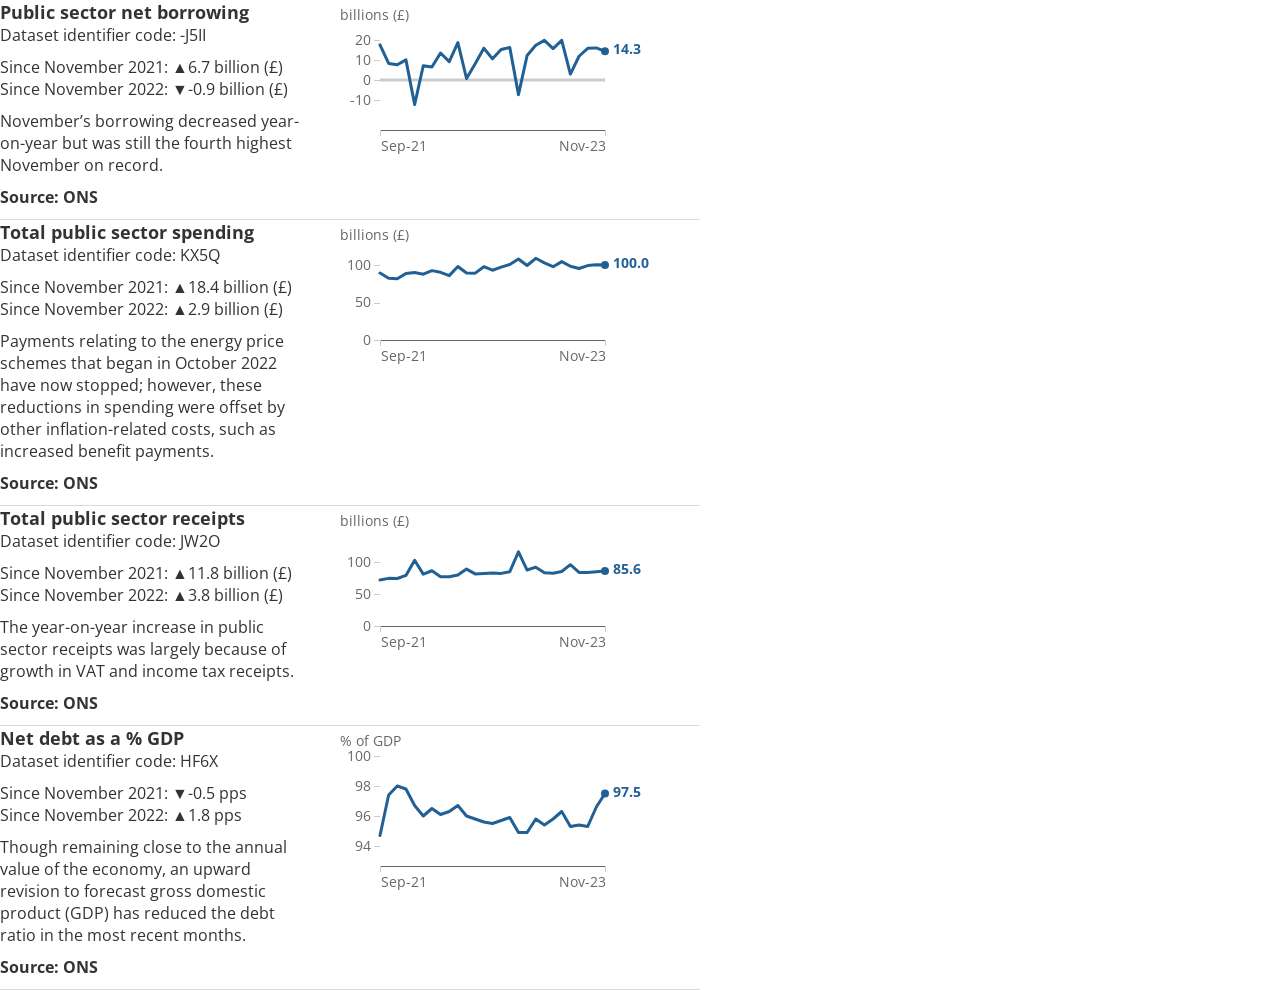 Public sector net borrowing
Dataset identifier code: -J5II
Since November 2021: ▲6.7 billion (£)
Since November 2022: ▼-0.9 billion (£)
November’s borrowing decreased year-
on-year but was still the fourth highest
November on record.
Source: ONS
billions (£)
20
10
0
-10
Sep-21
Nov-23
14.3
Total public sector spending
Dataset identifier code: KX5Q
Since November 2021: ▲18.4 billion (£)
Since November 2022: ▲2.9 billion (£)
Payments relating to the energy price
schemes that began in October 2022
have now stopped; however, these
reductions in spending were offset by
other inflation-related costs, such as
increased benefit payments.
Source: ONS
billions (£)
100
50
0
Sep-21
Nov-23
100.0
Total public sector receipts
Dataset identifier code: JW2O
Since November 2021: ▲11.8 billion (£)
Since November 2022: ▲3.8 billion (£)
The year-on-year increase in public
sector receipts was largely because of
growth in VAT and income tax receipts.
Source: ONS
billions (£)
100
50
0
Sep-21
Nov-23
85.6
Net debt as a % GDP
Dataset identifier code: HF6X
Since November 2021: ▼-0.5 pps
Since November 2022: ▲1.8 pps
Though remaining close to the annual
value of the economy, an upward
revision to forecast gross domestic
product (GDP) has reduced the debt
ratio in the most recent months.
Source: ONS
% of GDP
100
98
96
94
Sep-21
Nov-23
97.5